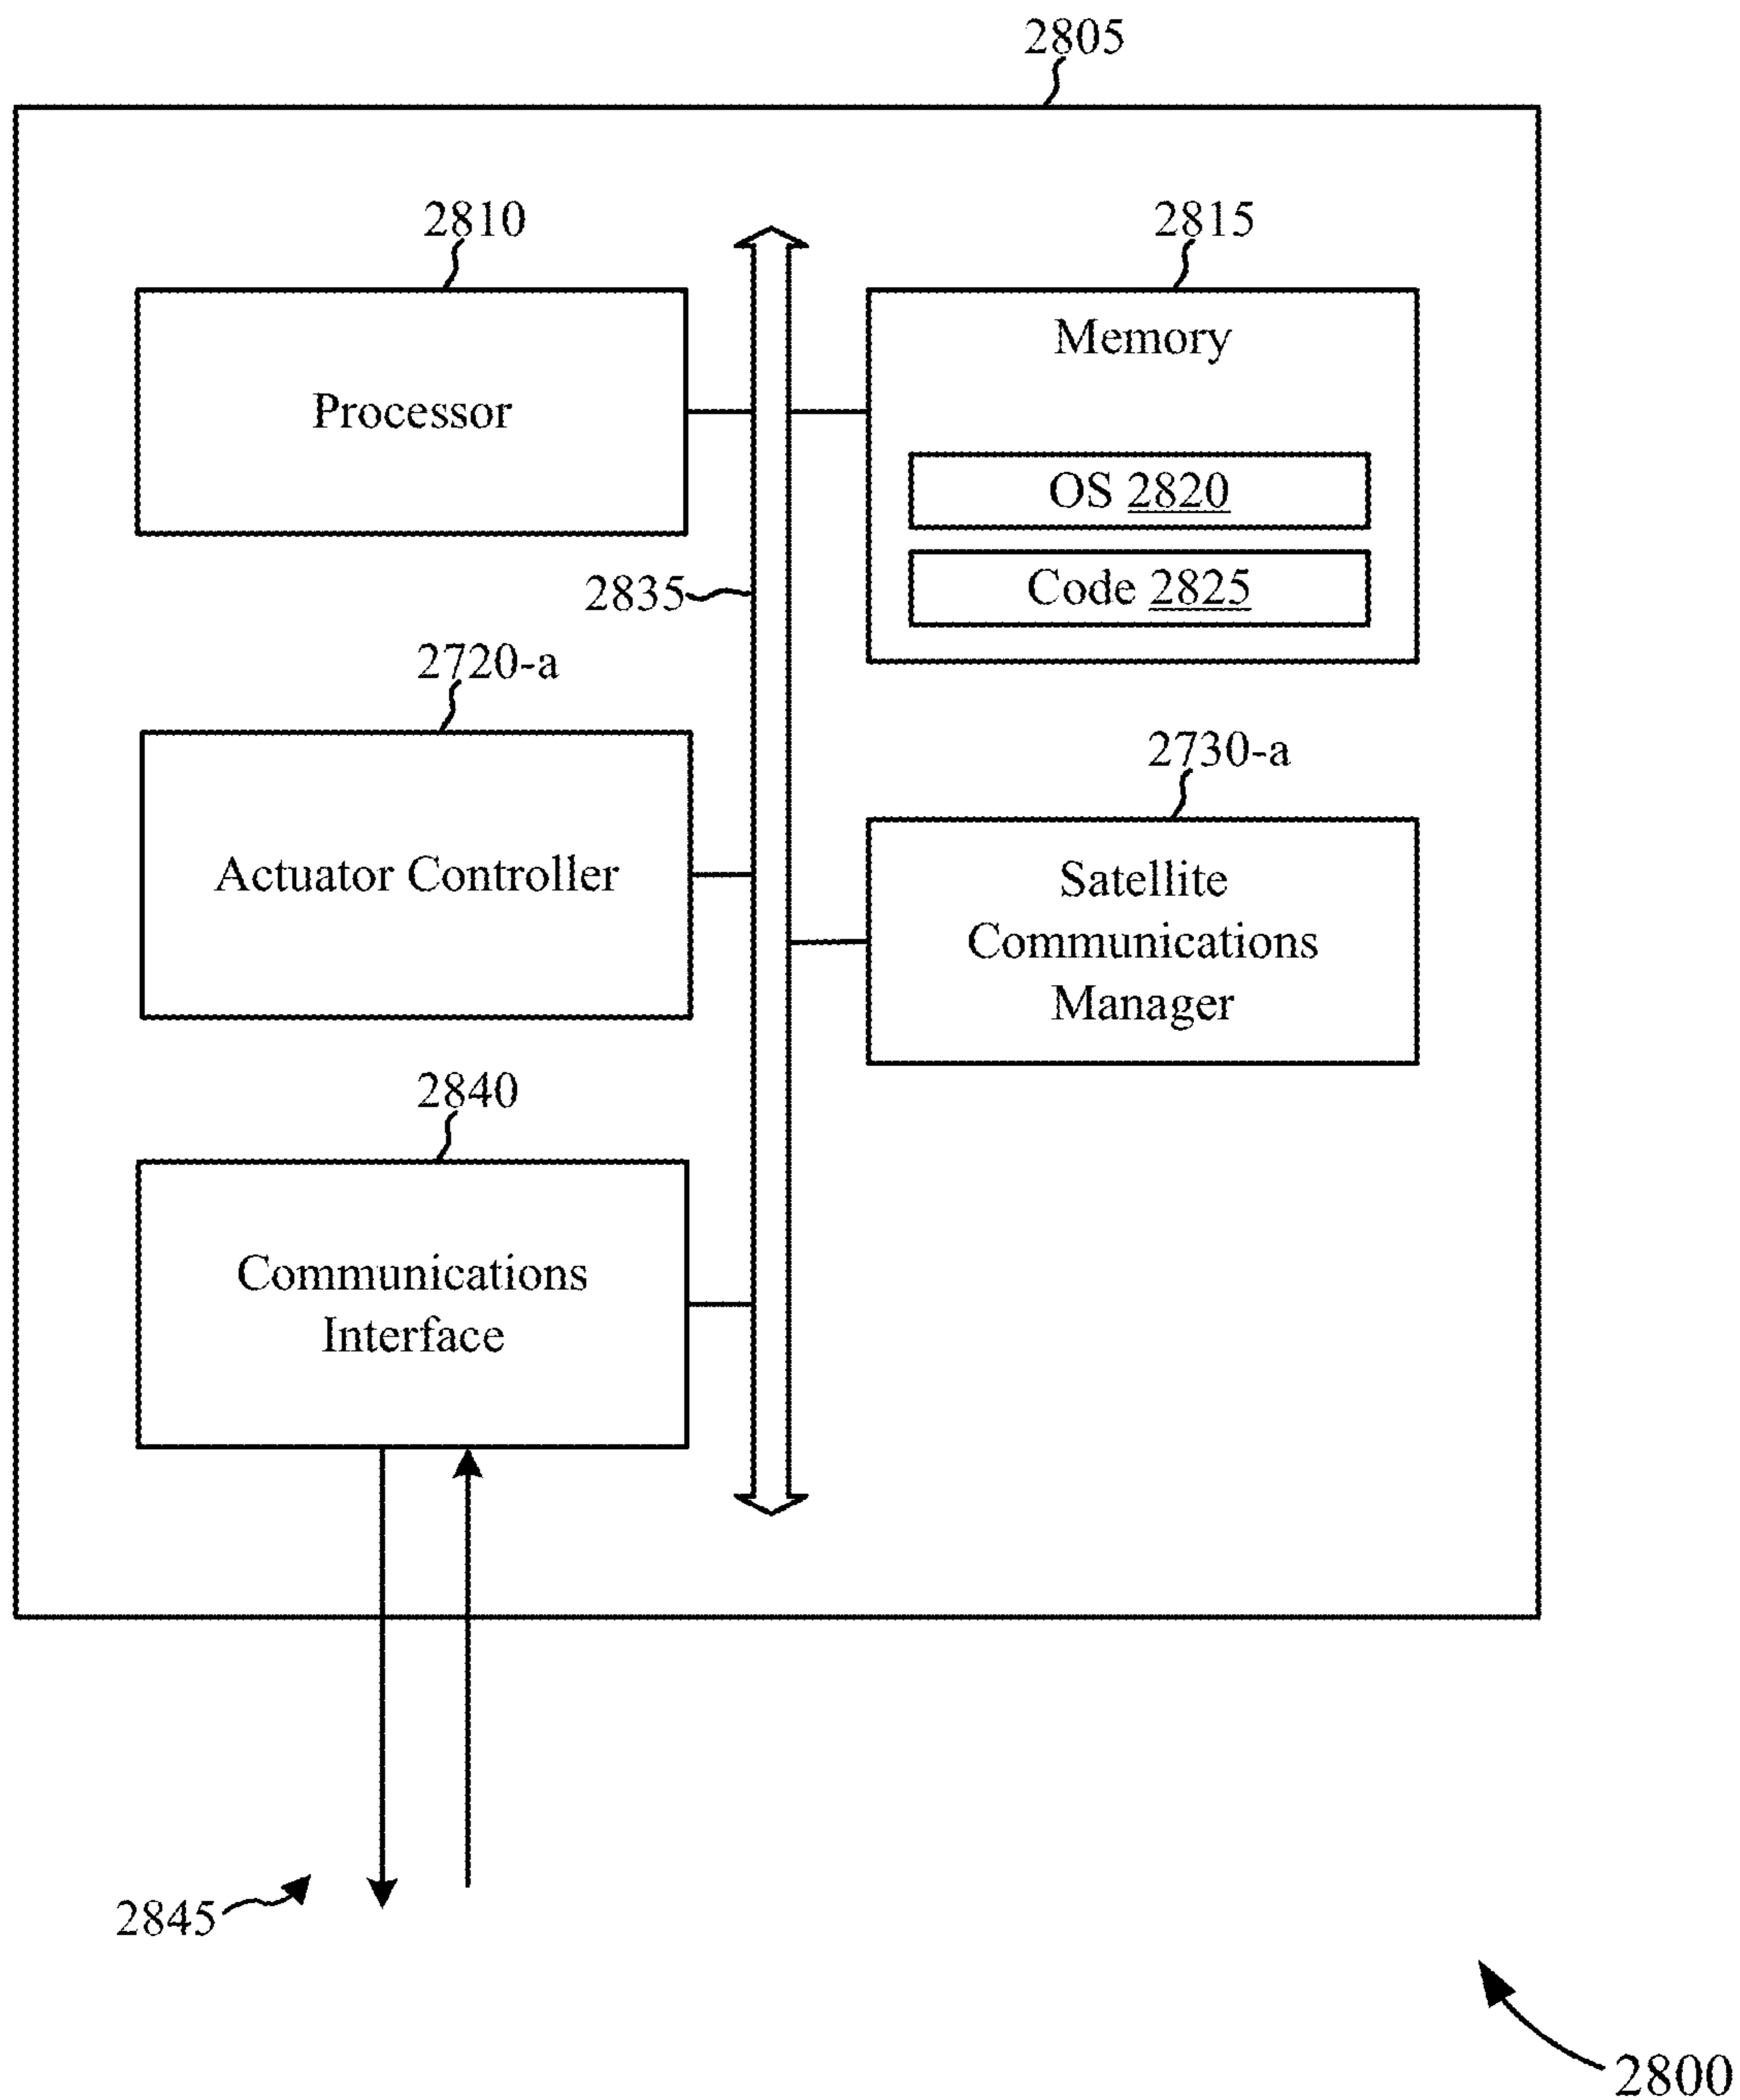 2805
2810
2815
Processor
Memory
OS 2820
Code 2825
2835
2720-a
2730-a
Actuator Controller
Satellite
Communications
Manager
2840
Communications
Interface
2845
2800